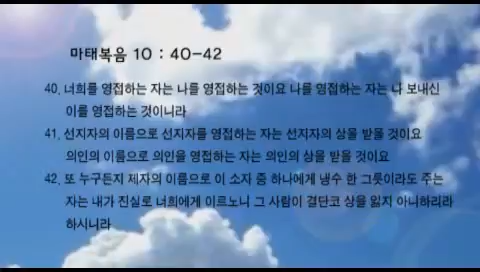 마태복음 10 : 40-42
40. 너희를 영접하는 자는 나를 영접하는 것이요 나를 영접하는 자는 나 보내신
이를 영접하는 것이니라
41. 선지자의 이름으로 선지자를 영접하는 자는 선지자의 상을 받을 것이요
의인의 이름으로 의인을 영접하는 자는 의인의 상을 받을 것이요
42. 또 누구든지 제자의 이름으로 이 소자 중 하나에게 냉수 한 그릇이라도 주는
자는 내가 진실로 너희에게 이르노니 그 사람이 결단코 상을 잃지 아니하리라
하시니라